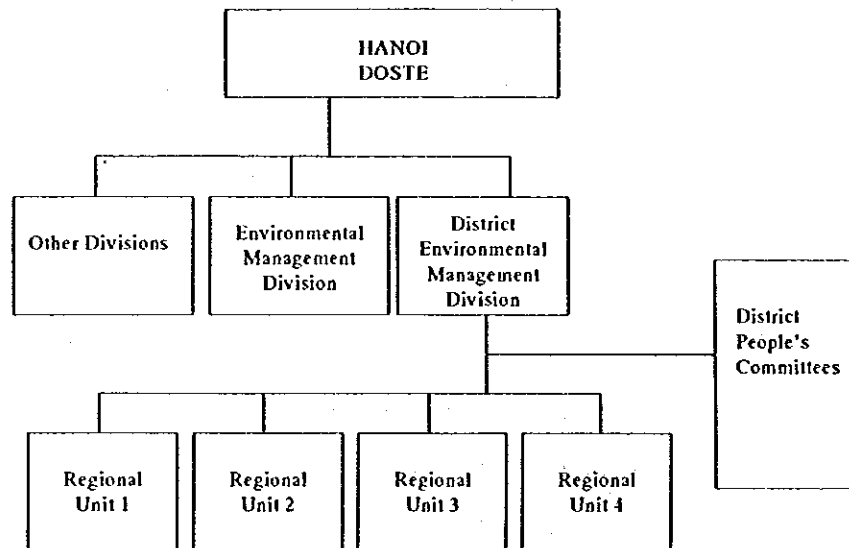 HANOI
DOSTE
Other Divisions
Environmental
Management
Division
District
Environmental
Management
Division
District
People's
Committees
Regional
Unit 1
Regional
Unit 2
Regional
Unit 3
Regional
Unit 4